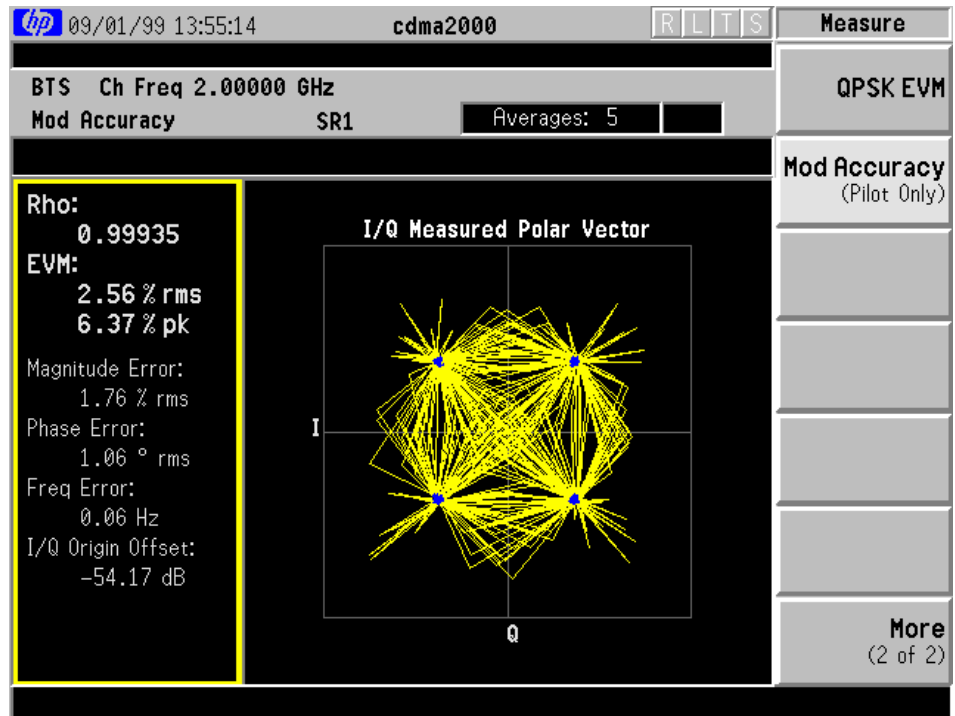 hp 09/01/99 13:55:14 cdma2000 R L T S Measure
BTS Ch Freq 2.00000 GHz
Mod Accuracy SR1 Averages: 5
QPSK EVM
Mod Accuracy
(Pilot Only)
More
(2 of 2)
Rho:
0.99935
EVM:
2.56 % rms
6.37 % pk
Magnitude Error:
1.76 % rms
Phase Error:
1.06 ° rms
Freq Error:
0.06 Hz
I/Q Origin Offset:
-54.17 dB
I/Q Measured Polar Vector
I
Q